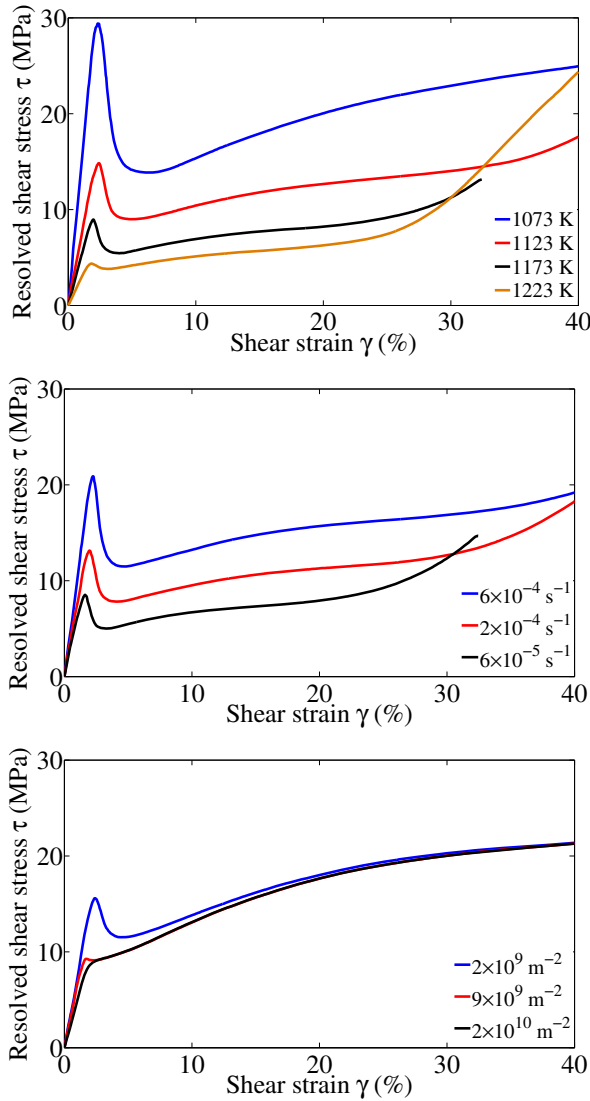 Resolved shear stress τ (MPa)
30
20
10
0
0
10
20
30
40
Shear strain γ (%)
1073 K
1123 K
1173 K
1223 K
Resolved shear stress τ (MPa)
30
20
10
0
0
10
20
30
40
Shear strain γ (%)
6×10⁻⁴ s⁻¹
2×10⁻⁴ s⁻¹
6×10⁻⁵ s⁻¹
Resolved shear stress τ (MPa)
30
20
10
0
0
10
20
30
40
Shear strain γ (%)
2×10⁹ m⁻²
9×10⁹ m⁻²
2×10¹⁰ m⁻²